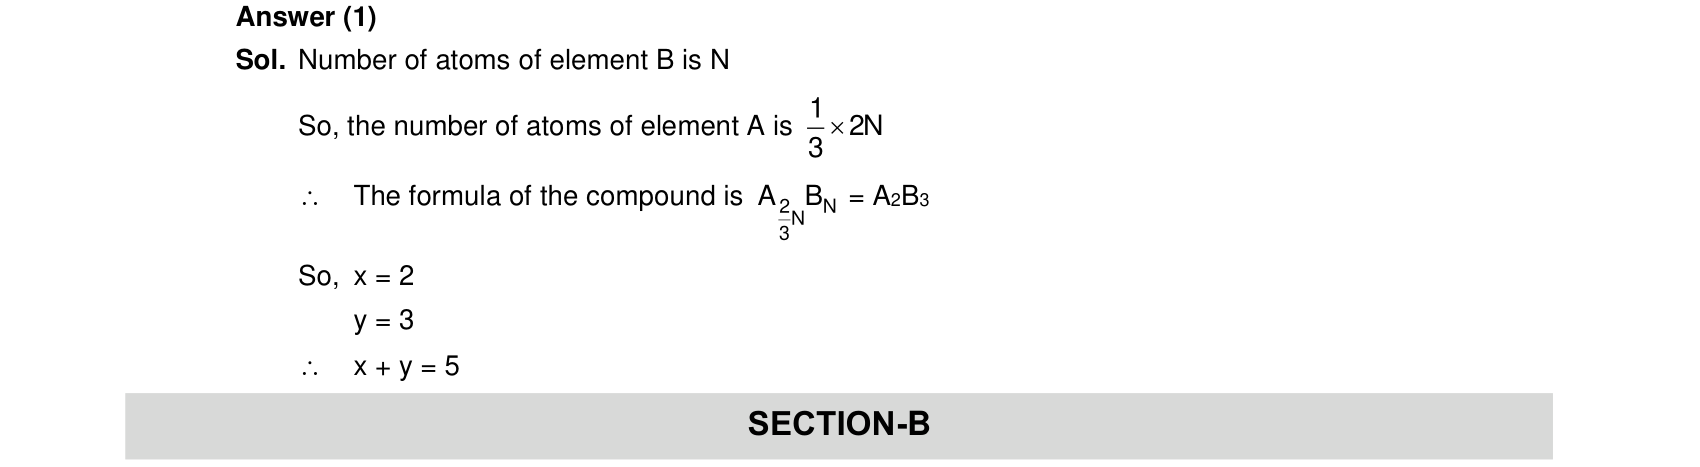 Answer (1)
Sol. Number of atoms of element B is N
So, the number of atoms of element A is 1/3 × 2N
∴ The formula of the compound is A_{2/3 N} B_N = A₂B₃
So, x = 2
y = 3
∴ x + y = 5
SECTION-B